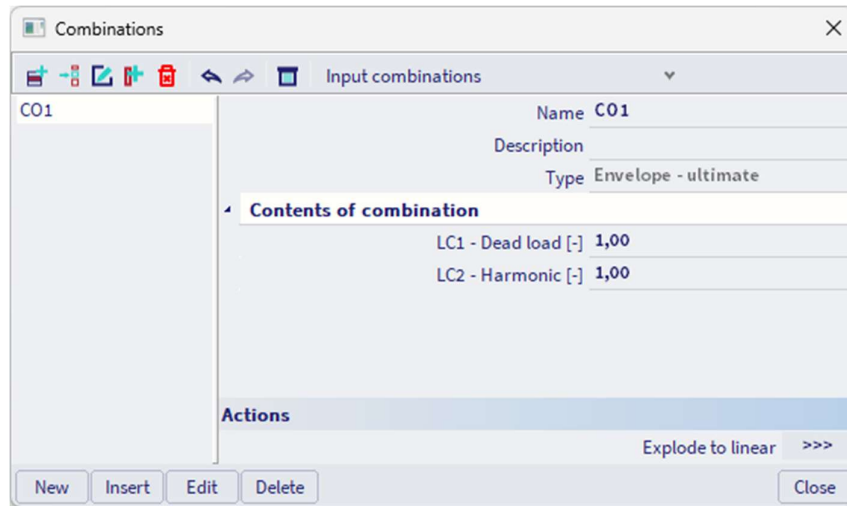 Combinations
Input combinations
CO1
Name CO1
Description
Type Envelope - ultimate
Contents of combination
LC1 - Dead load [-] 1,00
LC2 - Harmonic [-] 1,00
Actions
Explode to linear >>>
New Insert Edit Delete Close